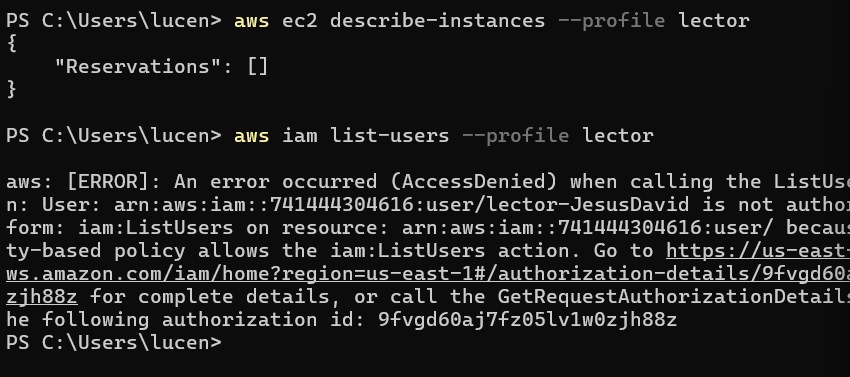 PS C:\Users\lucen> aws ec2 describe-instances --profile lector
{
    "Reservations": []
}
PS C:\Users\lucen> aws iam list-users --profile lector
aws: [ERROR]: An error occurred (AccessDenied) when calling the ListUse
n: User: arn:aws:iam::741444304616:user/lector-JesusDavid is not author
form: iam:ListUsers on resource: arn:aws:iam::741444304616:user/ becaus
ty-based policy allows the iam:ListUsers action. Go to https://us-east-
ws.amazon.com/iam/home?region=us-east-1#/authorization-details/9fvgd60a
zjh88z for complete details, or call the GetRequestAuthorizationDetails
he following authorization id: 9fvgd60aj7fz05lv1w0zjh88z
PS C:\Users\lucen>